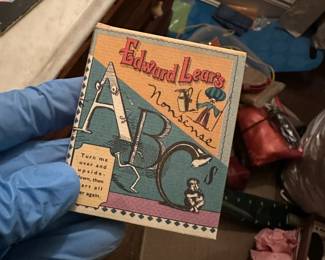 Edward Lear's
Nonsense
ABC's
Turn me
over and
upside-
down, then
start all
over again.